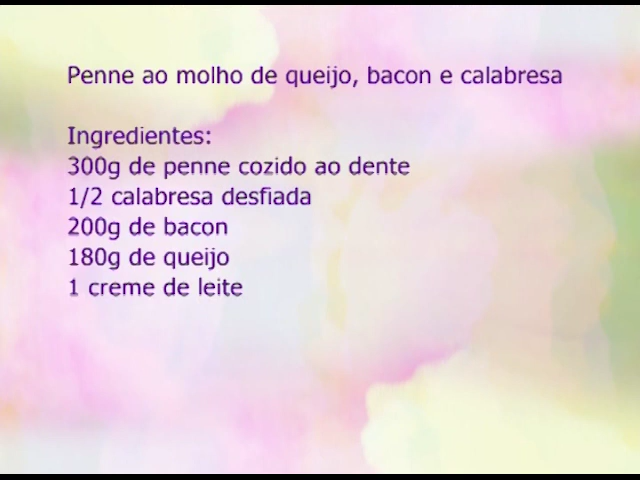 Penne ao molho de queijo, bacon e calabresa
Ingredientes:
300g de penne cozido ao dente
1/2 calabresa desfiada
200g de bacon
180g de queijo
1 creme de leite